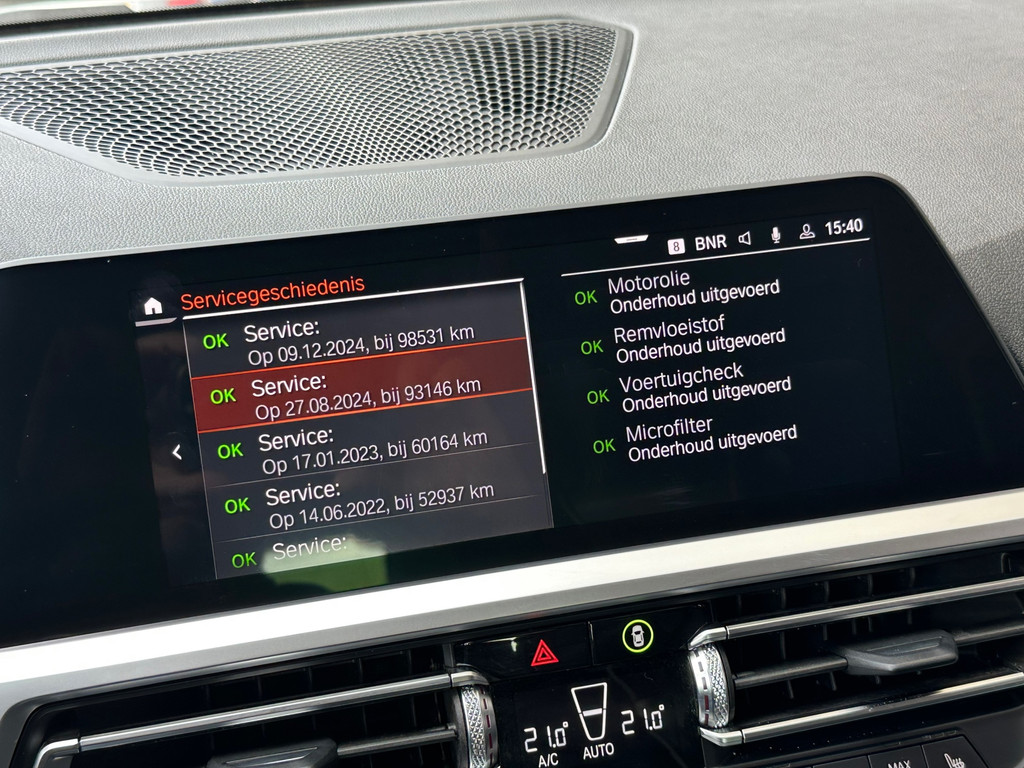 8 BNR 15:40
Servicegeschiedenis
OK Service:
Op 09.12.2024, bij 98531 km
OK Service:
Op 27.08.2024, bij 93146 km
OK Service:
Op 17.01.2023, bij 60164 km
OK Service:
Op 14.06.2022, bij 52937 km
OK Service:
OK Motorolie
Onderhoud uitgevoerd
OK Remvloeistof
Onderhoud uitgevoerd
OK Voertuigcheck
Onderhoud uitgevoerd
OK Microfilter
Onderhoud uitgevoerd
21.0° 21.0°
A/C AUTO
MAX